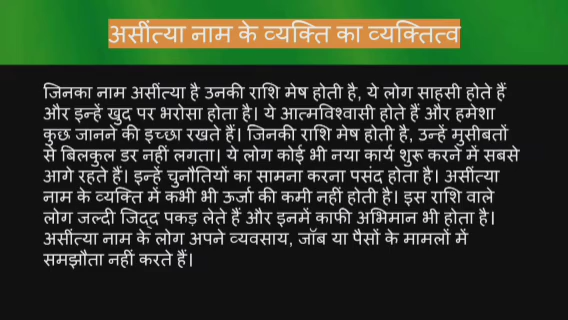 असींत्या नाम के व्यक्ति का व्यक्तित्व
जिनका नाम असींत्या है उनकी राशि मेष होती है, ये लोग साहसी होते हैं
और इन्हें खुद पर भरोसा होता है। ये आत्मविश्वासी होते हैं और हमेशा
कुछ जानने की इच्छा रखते हैं। जिनकी राशि मेष होती है, उन्हें मुसीबतों
से बिलकुल डर नहीं लगता। ये लोग कोई भी नया कार्य शुरू करने में सबसे
आगे रहते हैं। इन्हें चुनौतियों का सामना करना पसंद होता है। असींत्या
नाम के व्यक्ति में कभी भी ऊर्जा की कमी नहीं होती है। इस राशि वाले
लोग जल्दी जिद्द पकड़ लेते हैं और इनमें काफी अभिमान भी होता है।
असींत्या नाम के लोग अपने व्यवसाय, जॉब या पैसों के मामलों में
समझौता नहीं करते हैं।